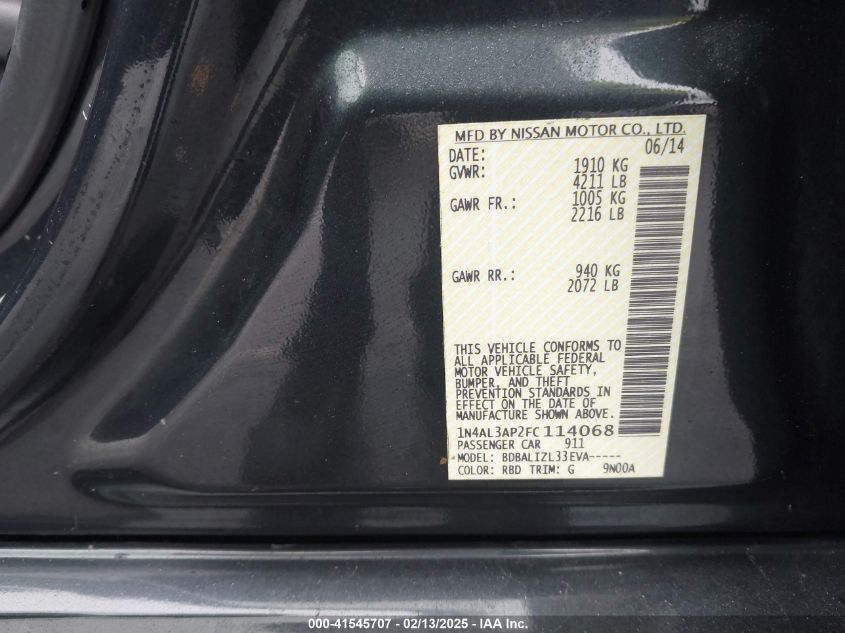 MFD BY NISSAN MOTOR CO., LTD.
DATE: 06/14
GVWR: 1910 KG
4211 LB
GAWR FR.: 1005 KG
2216 LB
GAWR RR.: 940 KG
2072 LB
THIS VEHICLE CONFORMS TO
ALL APPLICABLE FEDERAL
MOTOR VEHICLE SAFETY,
BUMPER, AND THEFT
PREVENTION STANDARDS IN
EFFECT ON THE DATE OF
MANUFACTURE SHOWN ABOVE.
1N4AL3AP2FC114068
PASSENGER CAR 911
MODEL: BDBALIZL33EVA-----
COLOR: RBD TRIM: G 9N00A
000-41545707 - 02/13/2025 - IAA Inc.